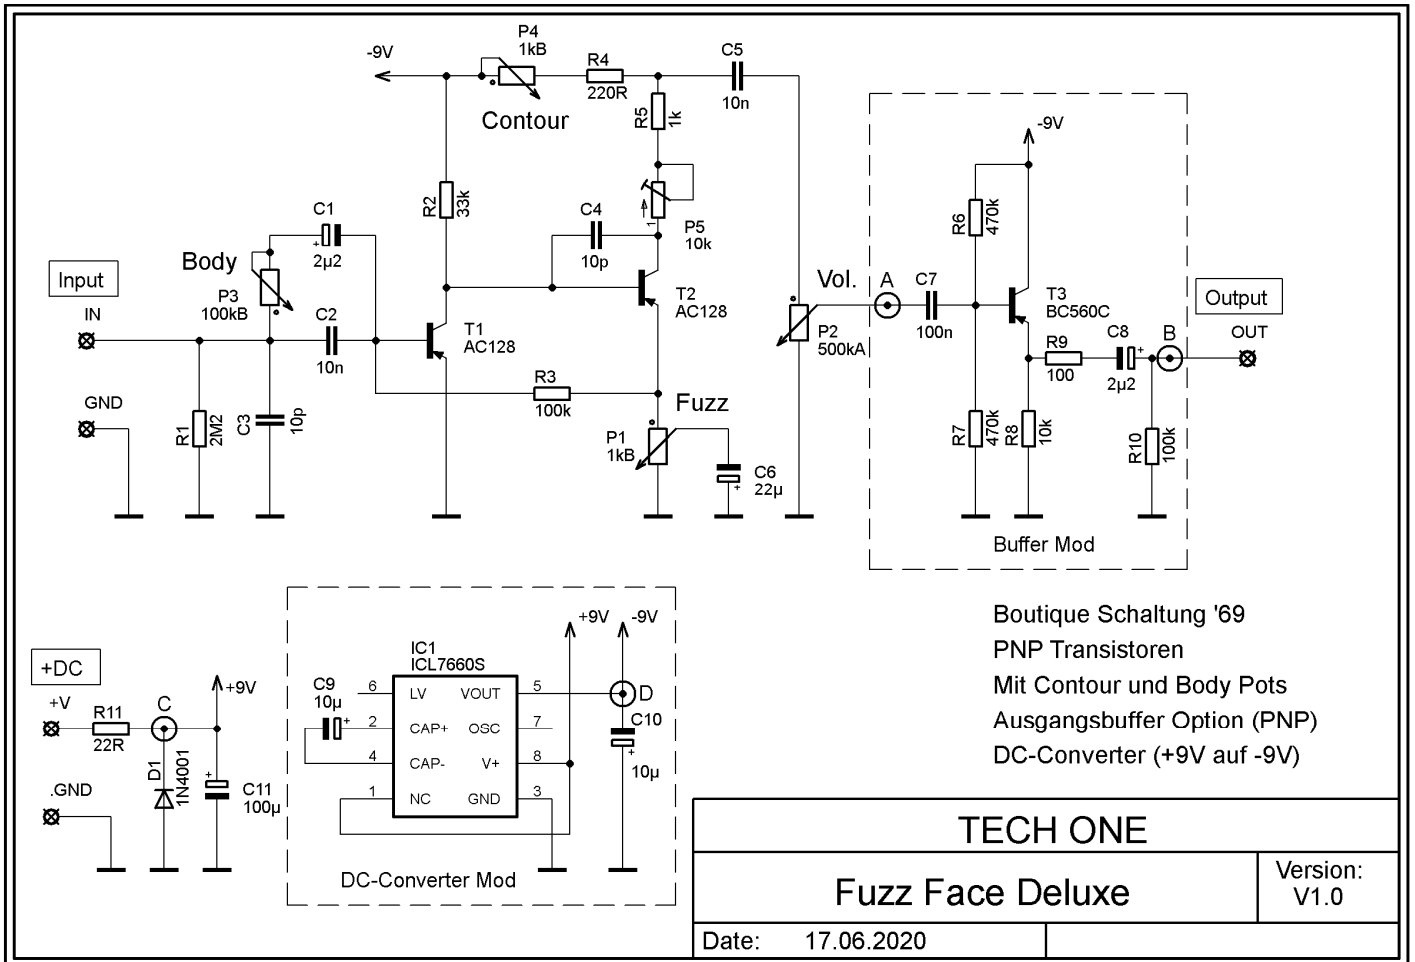 P4
1kB
-9V
C5
10n
R4
220R
Contour
R5
1k
-9V
R2
33k
C1
+
2µ2
C4
10p
1
P5
10k
R6
470k
Body
Input
IN
P3
100kB
C2
10n
T1
AC128
T2
AC128
Vol.
A
C7
100n
P2
500kA
T3
BC560C
Output
OUT
R9
100
C8
+
2µ2
B
GND
R3
100k
Fuzz
R1
2M2
C3
10p
P1
1kB
C6
22µ
+
R7
470k
R8
10k
R10
100k
Buffer Mod
Boutique Schaltung '69
PNP Transistoren
Mit Contour und Body Pots
Ausgangsbuffer Option (PNP)
DC-Converter (+9V auf -9V)
+DC
+V
R11
22R
C
+9V
D1
1N4001
+
C11
100µ
.GND
IC1
ICL7660S
+9V
-9V
C9
10µ
+
6
LV
VOUT
5
D
2
CAP+
OSC
7
C10
+
10µ
4
CAP-
V+
8
1
NC
GND
3
DC-Converter Mod
TECH ONE
Fuzz Face Deluxe
Version:
V1.0
Date: 17.06.2020